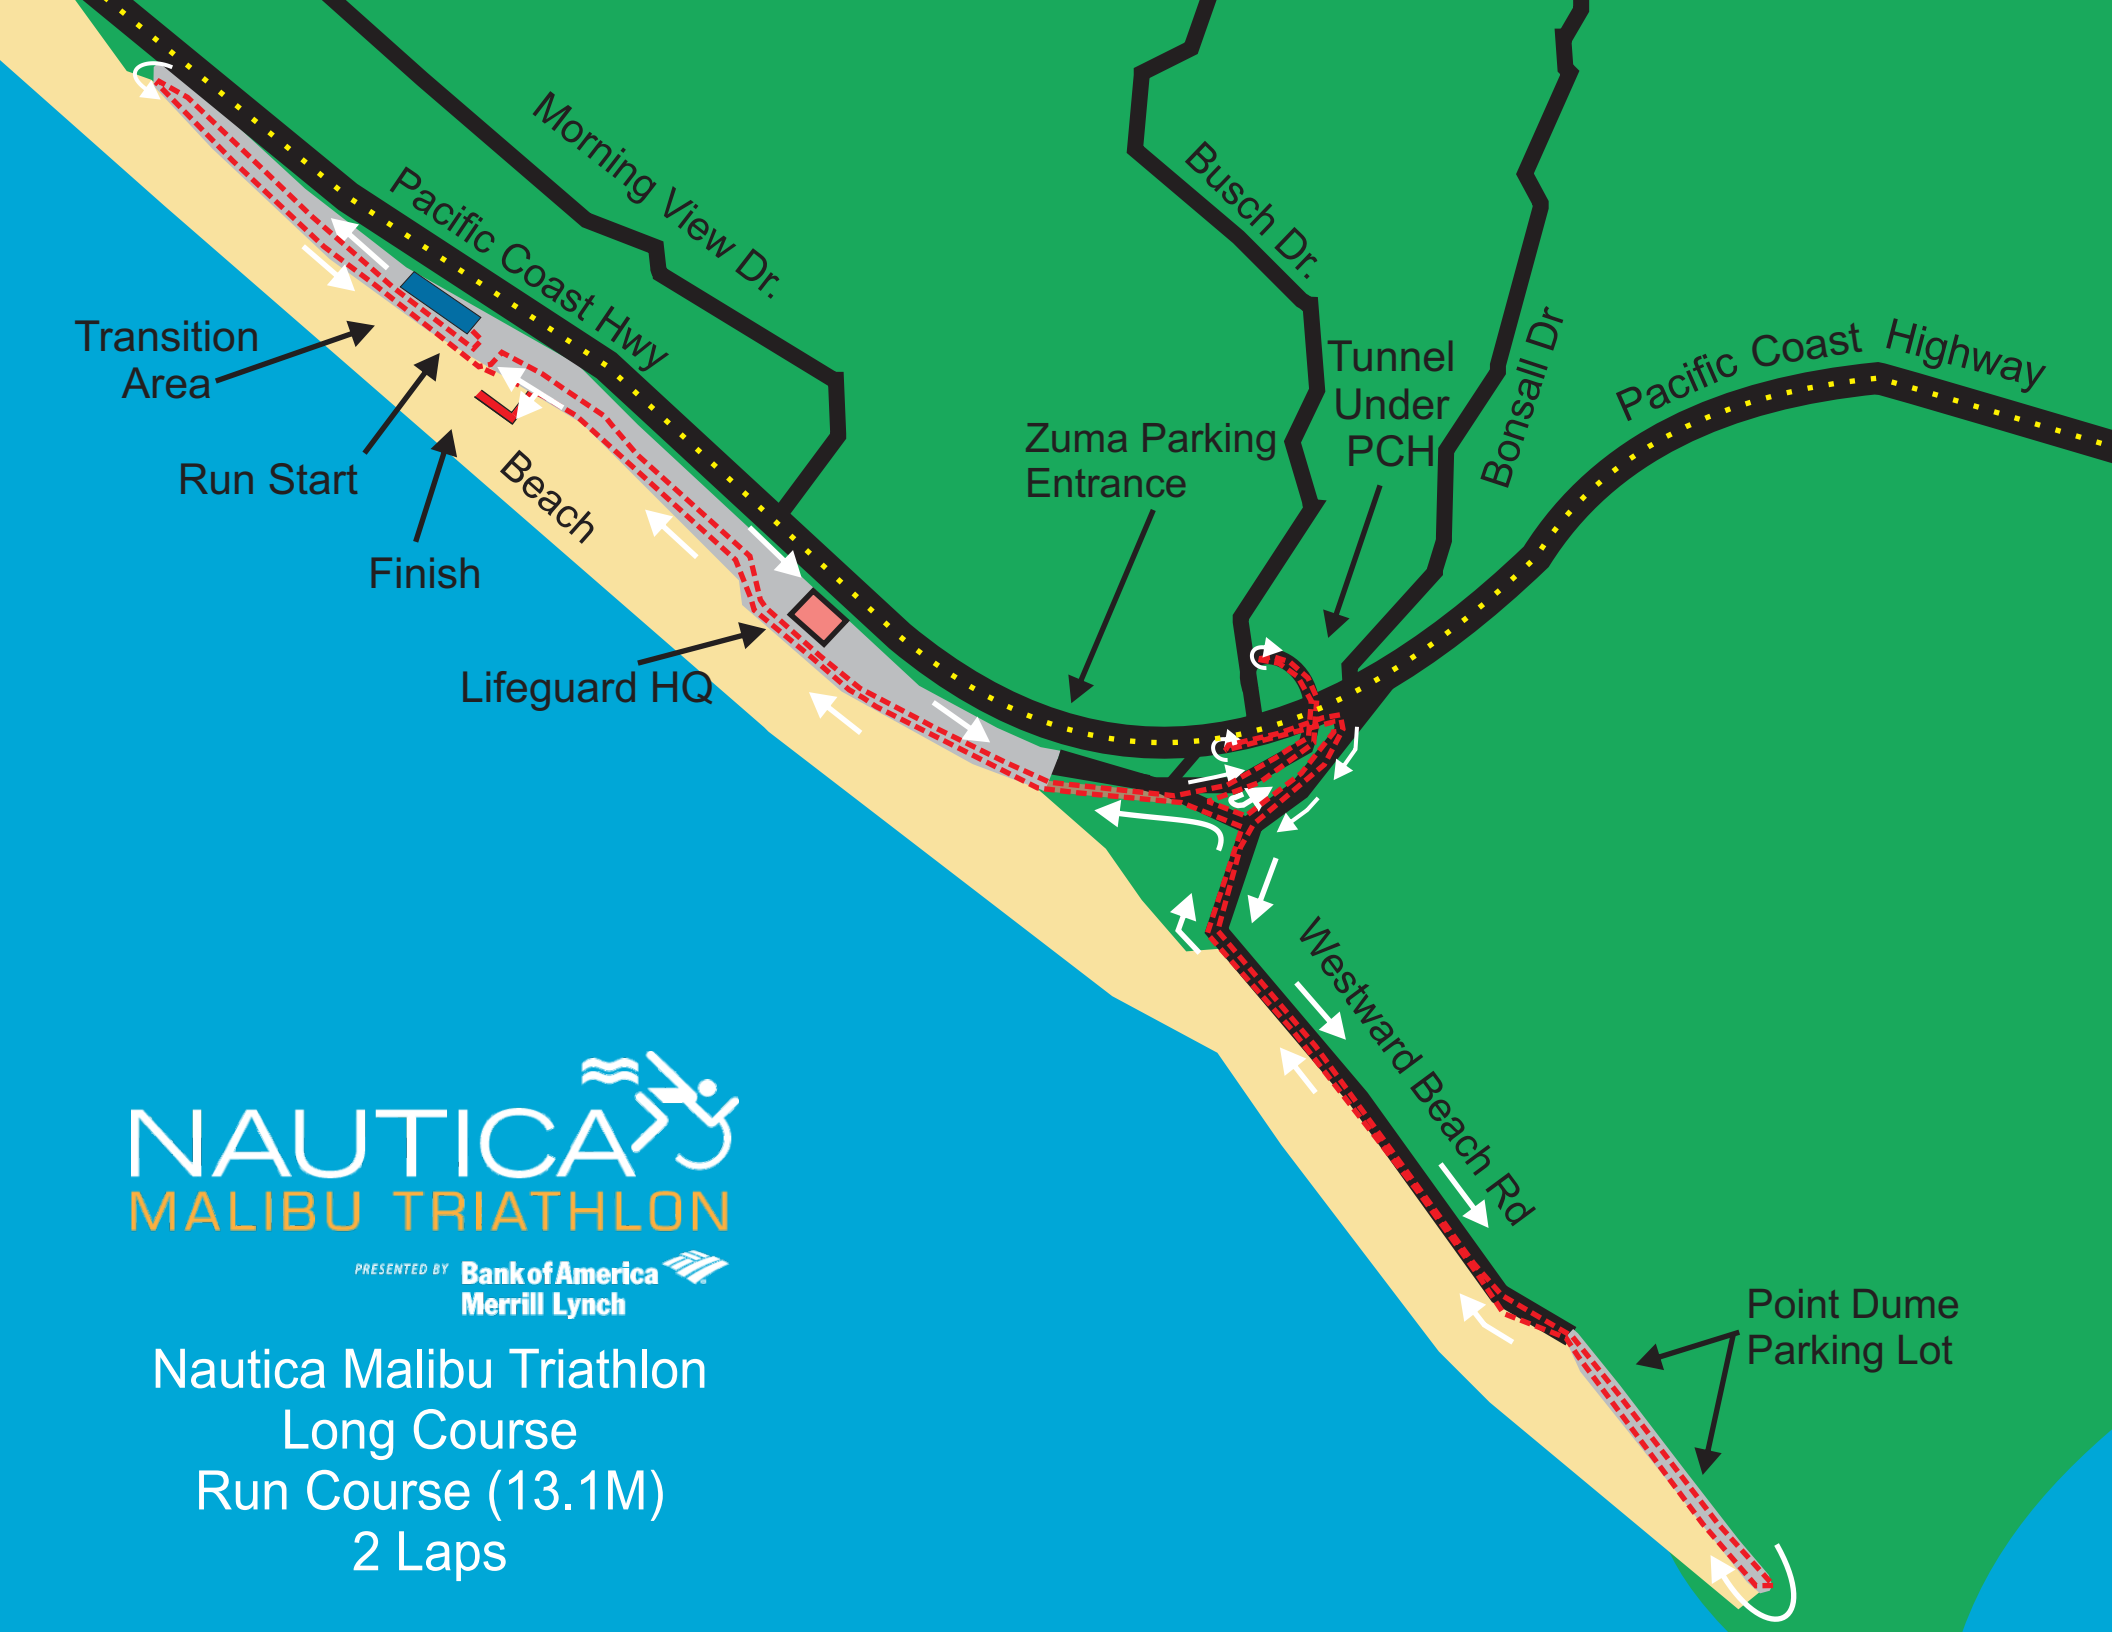 Morning View Dr.
Pacific Coast Hwy
Busch Dr.
Bonsall Dr
Pacific Coast Highway
Tunnel
Under
PCH
Transition
Area
Zuma Parking
Entrance
Run Start
Beach
Finish
Lifeguard HQ
Westward Beach Rd
NAUTICA
MALIBU TRIATHLON
PRESENTED BY
Bank of America
Merrill Lynch
Point Dume
Parking Lot
Nautica Malibu Triathlon
Long Course
Run Course (13.1M)
2 Laps